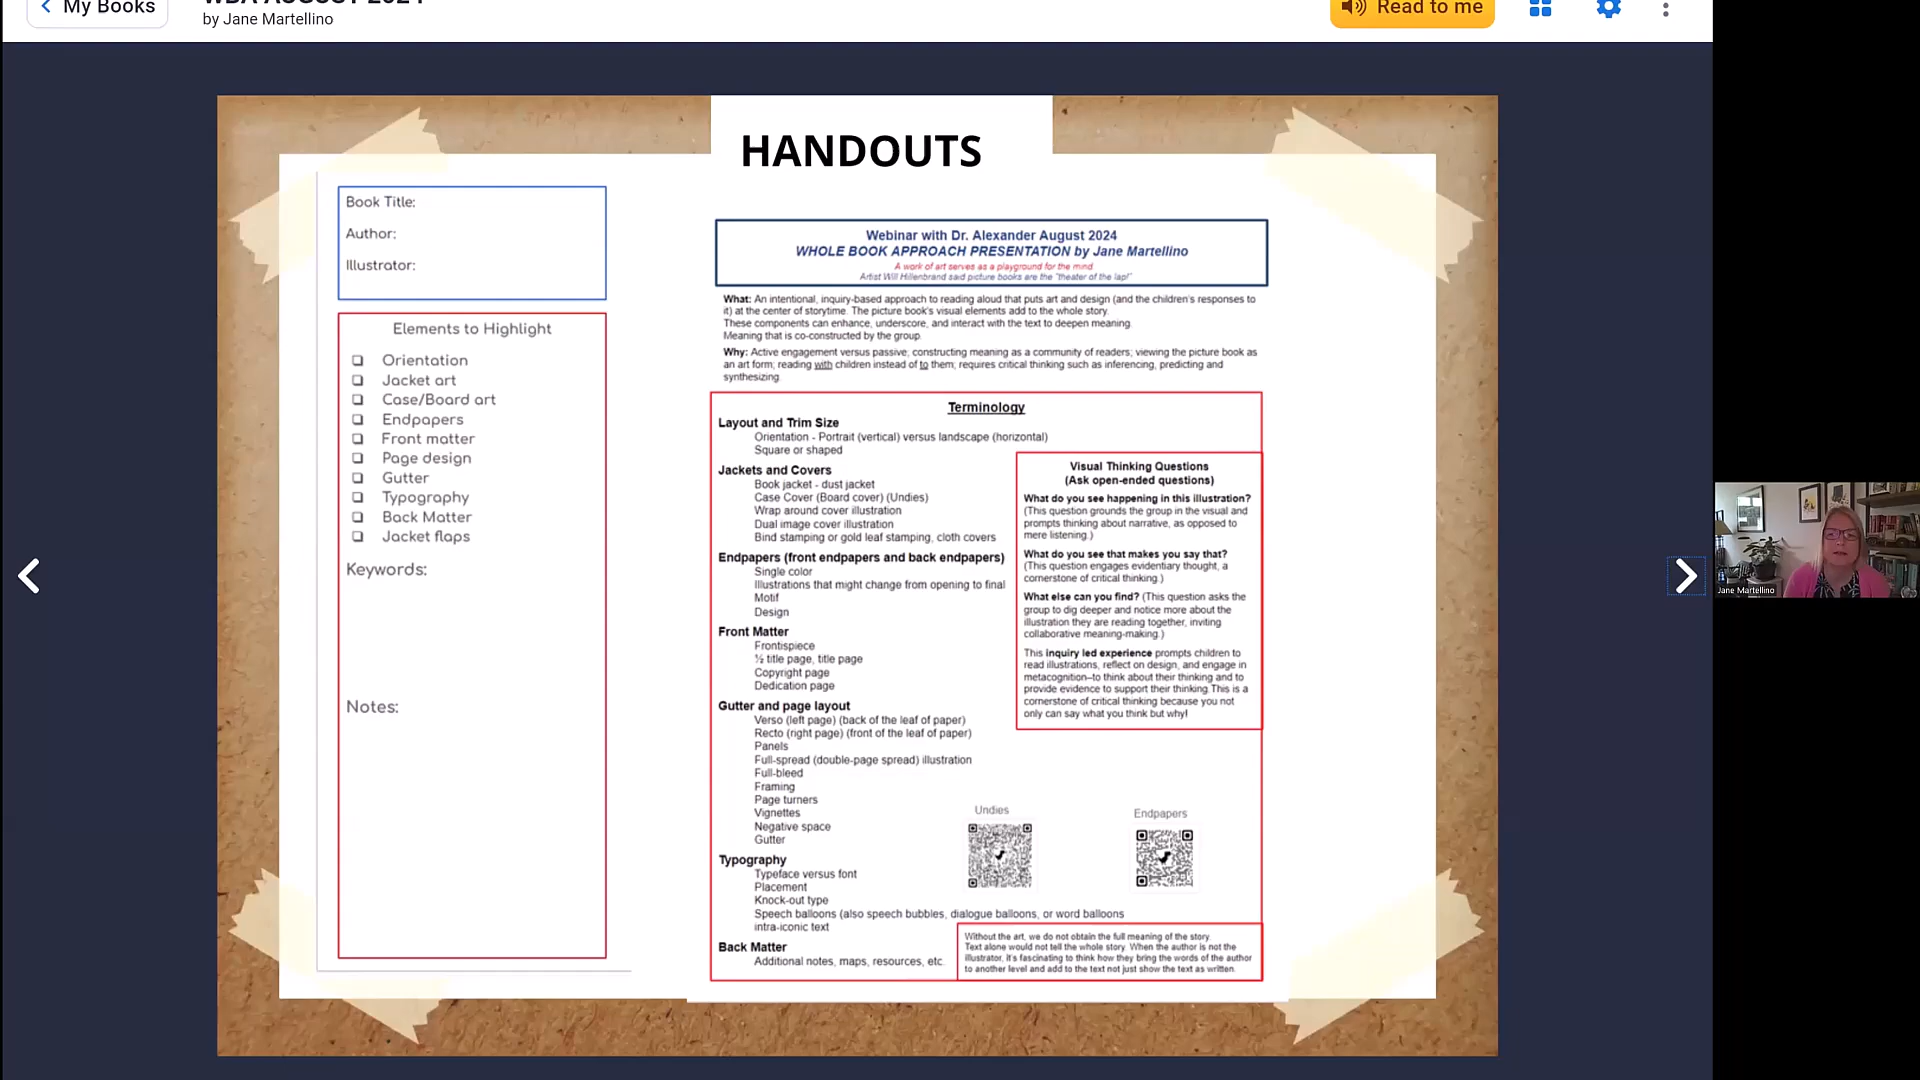 My Books
by Jane Martellino
Read to me
HANDOUTS
Book Title:
Author:
Illustrator:
Elements to Highlight
Orientation
Jacket art
Case/Board art
Endpapers
Front matter
Page design
Gutter
Typography
Back Matter
Jacket flaps
Keywords:
Notes:
Webinar with Dr. Alexander August 2024
WHOLE BOOK APPROACH PRESENTATION by Jane Martellino
A work of art serves as a playground for the mind.
Artist Will Hillenbrand said picture books are the "theater of the lap!"
What: An intentional, inquiry-based approach to reading aloud that puts art and design (and the children's responses to
it) at the center of storytime. The picture book's visual elements add to the whole story.
These components can enhance, underscore, and interact with the text to deepen meaning.
Meaning that is co-constructed by the group.
Why: Active engagement versus passive; constructing meaning as a community of readers; viewing the picture book as
an art form; reading with children instead of to them; requires critical thinking such as inferencing, predicting and
synthesizing.
Terminology
Layout and Trim Size
Orientation - Portrait (vertical) versus landscape (horizontal)
Square or shaped
Jackets and Covers
Book jacket - dust jacket
Case Cover (Board cover) (Undies)
Wrap around cover illustration
Dual image cover illustration
Bind stamping or gold leaf stamping, cloth covers
Endpapers (front endpapers and back endpapers)
Single color
Illustrations that might change from opening to final
Motif
Design
Front Matter
Frontispiece
½ title page, title page
Copyright page
Dedication page
Gutter and page layout
Verso (left page) (back of the leaf of paper)
Recto (right page) (front of the leaf of paper)
Panels
Full-spread (double-page spread) illustration
Full-bleed
Framing
Page turners
Vignettes
Negative space
Gutter
Typography
Typeface versus font
Placement
Knock-out type
Speech balloons (also speech bubbles, dialogue balloons, or word balloons
intra-iconic text
Back Matter
Additional notes, maps, resources, etc.
Visual Thinking Questions
(Ask open-ended questions)
What do you see happening in this illustration?
(This question grounds the group in the visual and
prompts thinking about narrative, as opposed to
mere listening.)
What do you see that makes you say that?
(This question engages evidentiary thought, a
cornerstone of critical thinking.)
What else can you find? (This question asks the
group to dig deeper and notice more about the
illustration they are reading together, inviting
collaborative meaning-making.)
This inquiry led experience prompts children to
read illustrations, reflect on design, and engage in
metacognition–to think about their thinking and to
provide evidence to support their thinking.This is a
cornerstone of critical thinking because you not
only can say what you think but why!
Undies
Endpapers
Without the art, we do not obtain the full meaning of the story.
Text alone would not tell the whole story. When the author is not the
illustrator, it's fascinating to think how they bring the words of the author
to another level and add to the text not just show the text as written.
Jane Martellino